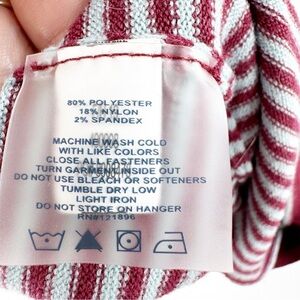 80% POLYESTER
18% NYLON
2% SPANDEX
MACHINE WASH COLD
WITH LIKE COLORS
CLOSE ALL FASTENERS
TURN GARMENT INSIDE OUT
DO NOT USE BLEACH OR SOFTENERS
TUMBLE DRY LOW
LIGHT IRON
DO NOT STORE ON HANGER
RN#121896